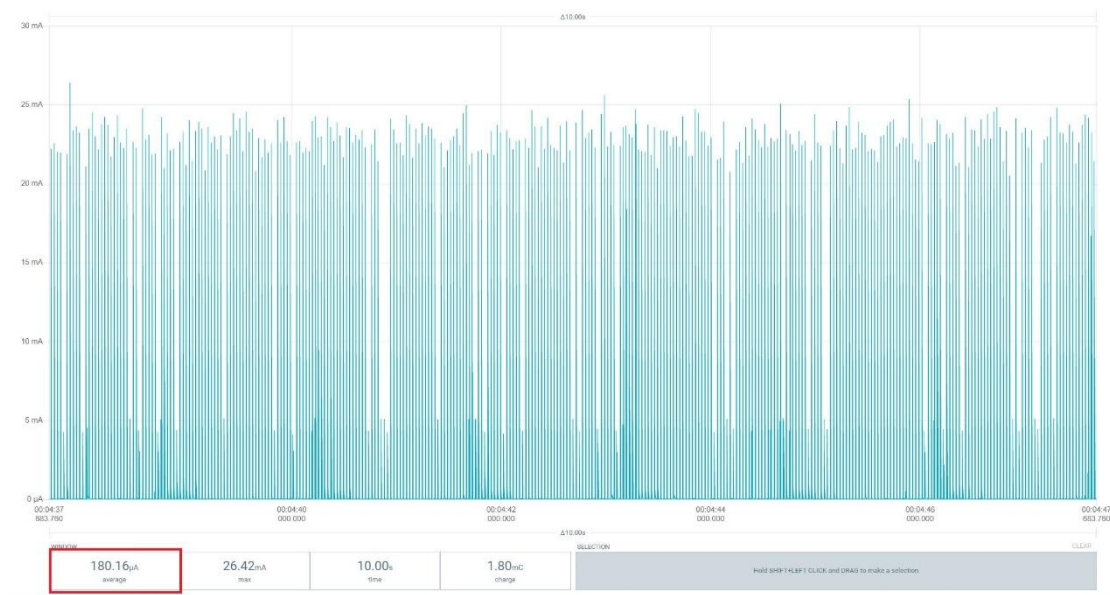 Δ10.00s
30 mA
25 mA
20 mA
15 mA
10 mA
5 mA
0 µA
00:04:37 00:04:40 00:04:42 00:04:44 00:04:46 00:04:47
683.760 000.000 000.000 000.000 000.000 683.760
Δ10.00s
WINDOW SELECTION CLEAR
180.16µA 26.42mA 10.00s 1.80mC
average max time charge
Hold SHIFT+LEFT CLICK and DRAG to make a selection